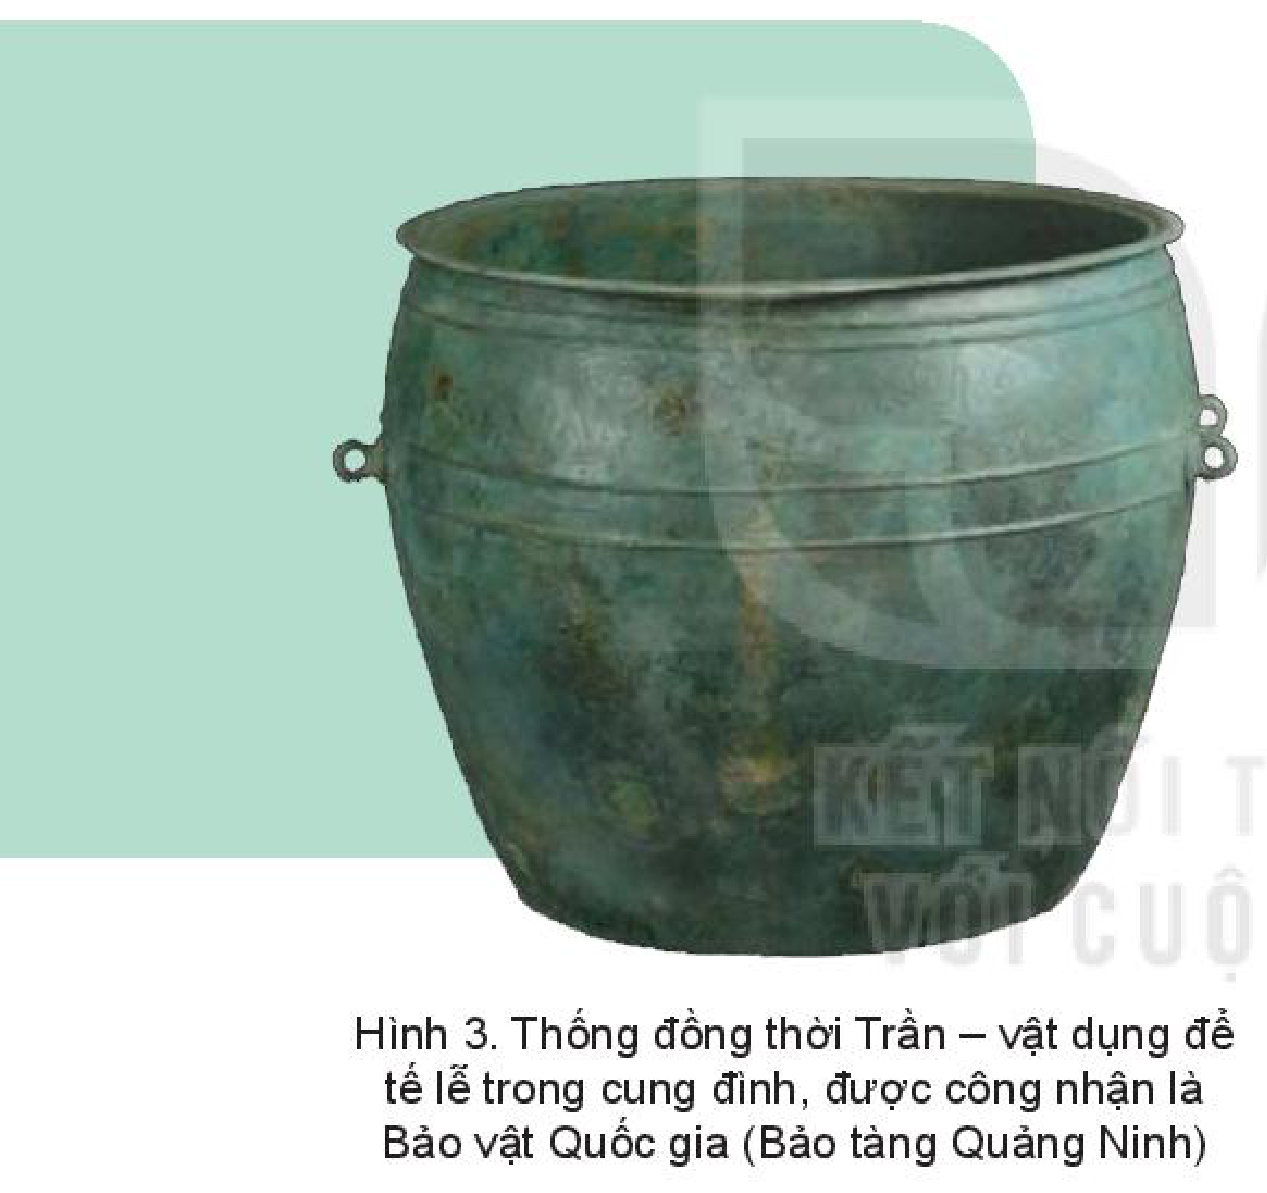 KẾT NỐI T
VỚI CUỘ
Hình 3. Thống đồng thời Trần – vật dụng để
tế lễ trong cung đình, được công nhận là
Bảo vật Quốc gia (Bảo tàng Quảng Ninh)